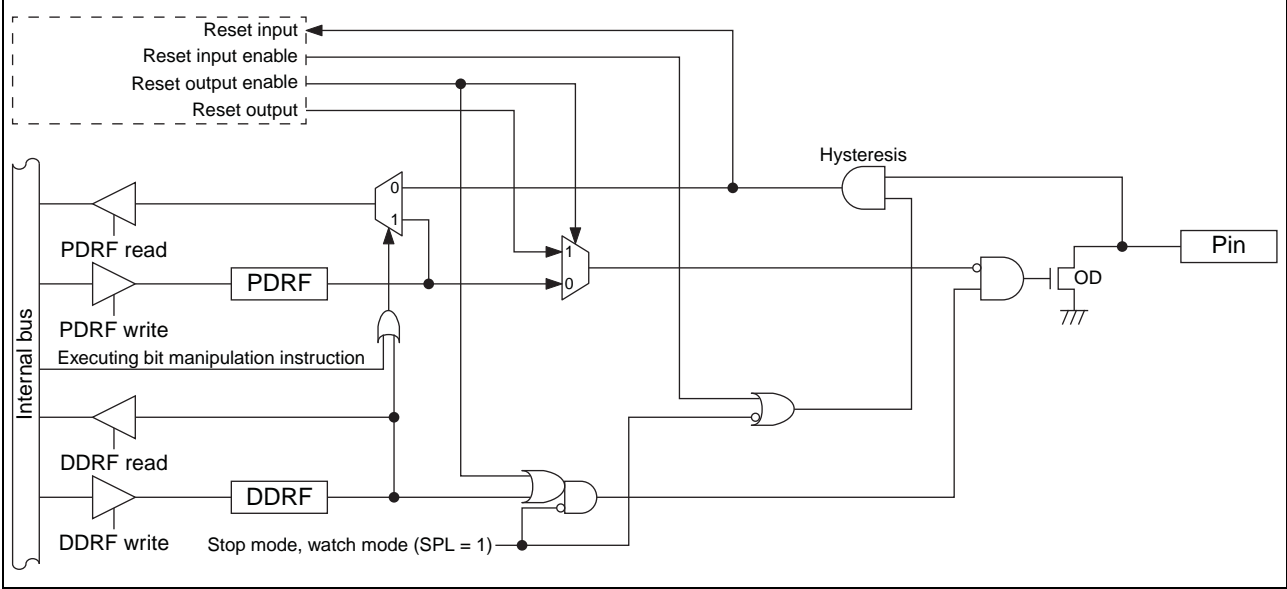 Reset input
Reset input enable
Reset output enable
Reset output
Hysteresis
0
1
PDRF read
1
Pin
PDRF
0
OD
PDRF write
Internal bus
Executing bit manipulation instruction
DDRF read
DDRF
DDRF write
Stop mode, watch mode (SPL = 1)